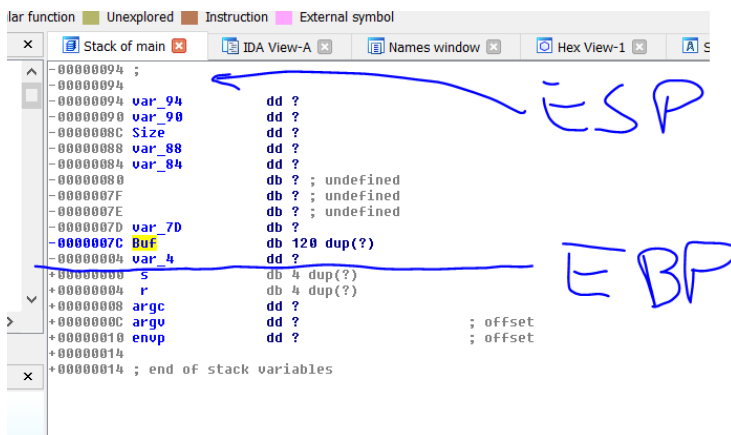 lar function Unexplored Instruction External symbol
Stack of main IDA View-A Names window Hex View-1 S
-00000094 ;
-00000094
-00000094 var_94 dd ?
-00000090 var_90 dd ?
-0000008C Size dd ?
-00000088 var_88 dd ?
-00000084 var_84 dd ?
-00000080 db ? ; undefined
-0000007F db ? ; undefined
-0000007E db ? ; undefined
-0000007D var_7D db ?
-0000007C Buf db 120 dup(?)
-00000004 var_4 dd ?
+00000000 s db 4 dup(?)
+00000004 r db 4 dup(?)
+00000008 argc dd ?
+0000000C argv dd ? ; offset
+00000010 envp dd ? ; offset
+00000014
+00000014 ; end of stack variables
ESP
EBP